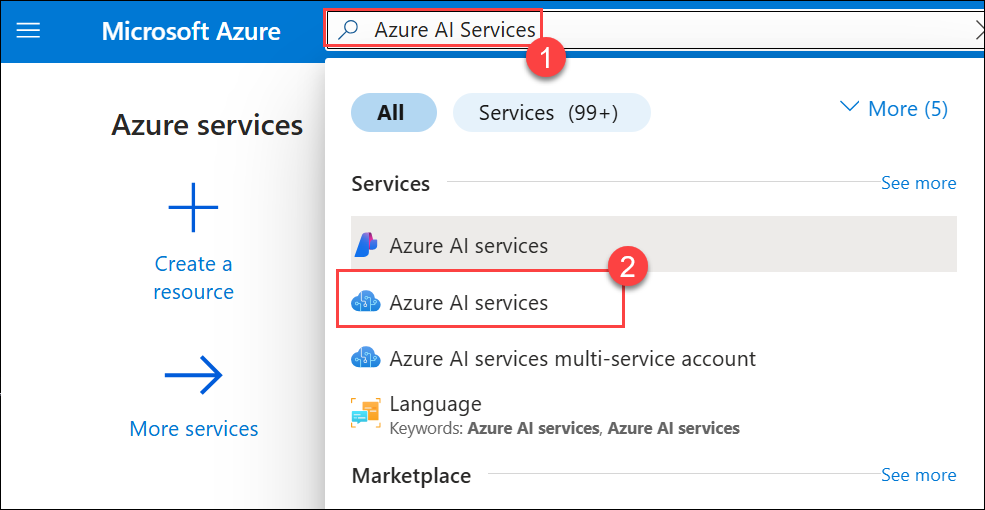 Microsoft Azure
Azure AI Services
1
All
Services (99+)
More (5)
Azure services
Create a
resource
More services
Services
See more
Azure AI services
2
Azure AI services
Azure AI services multi-service account
Language
Keywords: Azure AI services, Azure AI services
Marketplace
See more